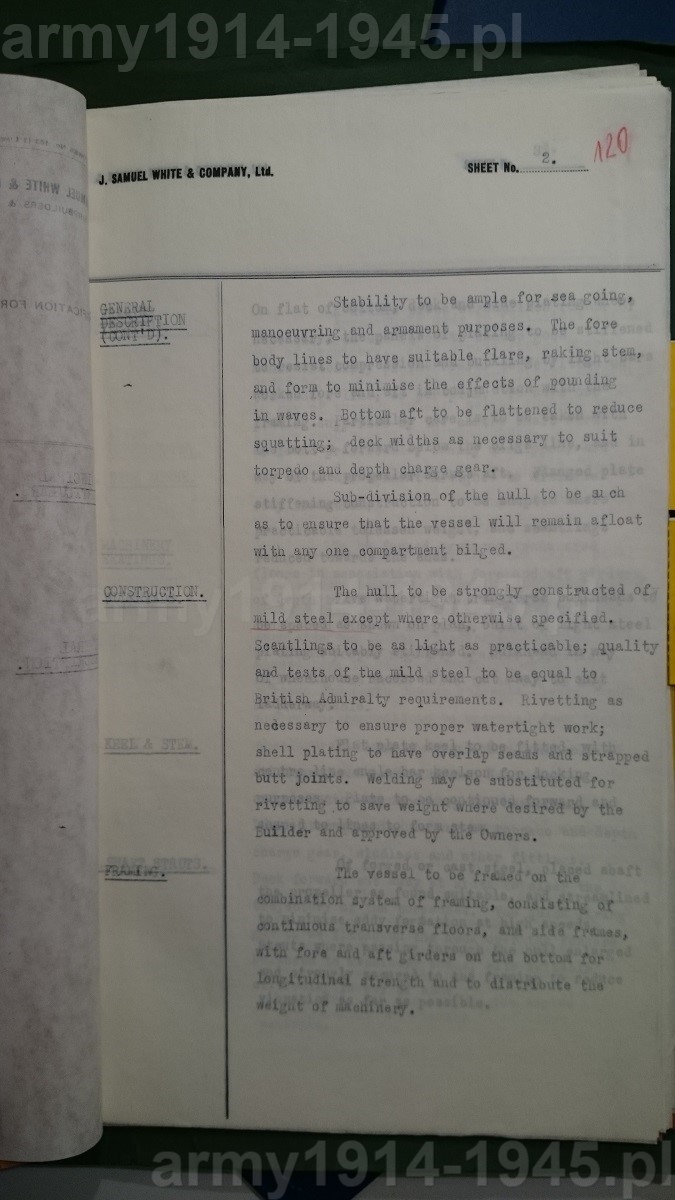 army1914-1945.pl
J. SAMUEL WHITE & COMPANY, Ltd.
SHEET No. 2.
120
GENERAL
DESCRIPTION
(CONT'D).
Stability to be ample for sea going,
manoeuvring and armament purposes. The fore
body lines to have suitable flare, raking stem,
and form to minimise the effects of pounding
in waves. Bottom aft to be flattened to reduce
squatting; deck widths as necessary to suit
torpedo and depth charge gear.
Sub-division of the hull to be such
as to ensure that the vessel will remain afloat
with any one compartment bilged.
MACHINERY
CONSTRUCTION.
The hull to be strongly constructed of
mild steel except where otherwise specified.
Scantlings to be as light as practicable; quality
and tests of the mild steel to be equal to
British Admiralty requirements. Rivetting as
necessary to ensure proper watertight work;
shell plating to have overlap seams and strapped
butt joints. Welding may be substituted for
rivetting to save weight where desired by the
Builder and approved by the Owners.
KEEL & STEM.
SHAFT STRUTS.
FRAMING.
The vessel to be framed on the
combination system of framing, consisting of
continuous transverse floors, and side frames,
with fore and aft girders on the bottom for
longitudinal strength and to distribute the
weight of machinery.
army1914-1945.pl
army1914-1945.pl